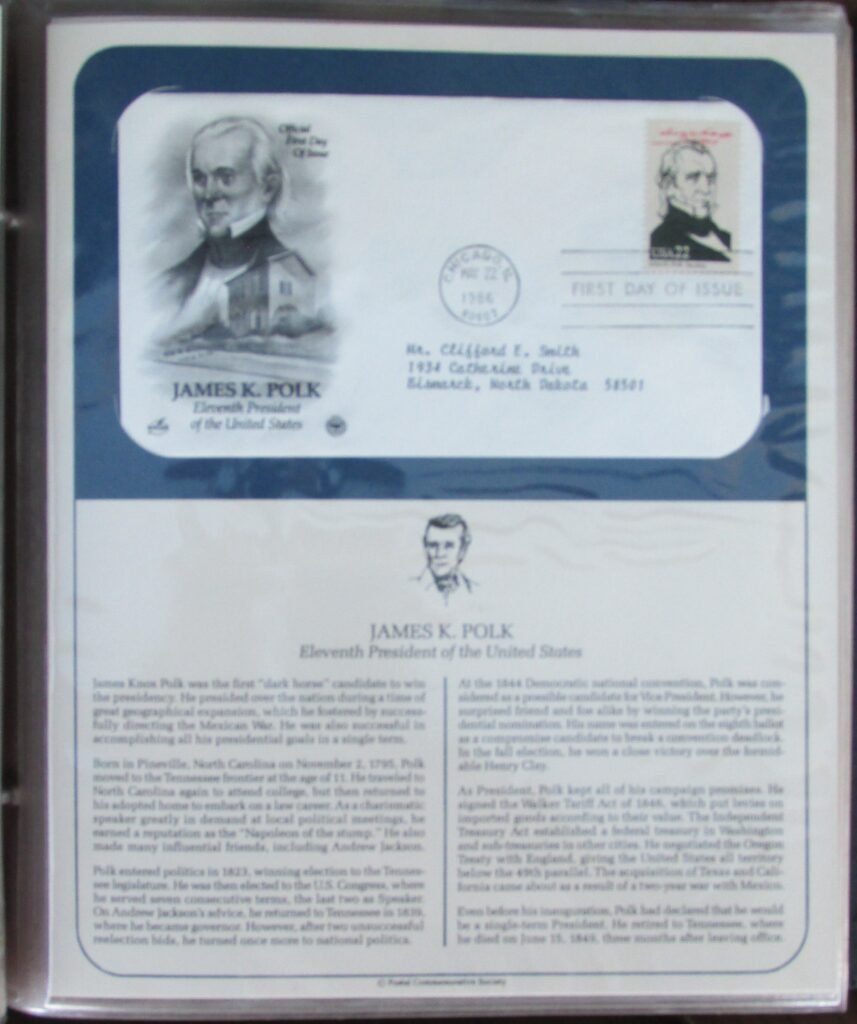 Official
First Day
Of Issue
USA 22
CHICAGO, IL
MAY 22
1986
60607
FIRST DAY OF ISSUE
Mr. Clifford E. Smith
1934 Catherine Drive
Bismarck, North Dakota 58501
JAMES K. POLK
Eleventh President
of the United States
JAMES K. POLK
Eleventh President of the United States
James Knox Polk was the first "dark horse" candidate to win
the presidency. He presided over the nation during a time of
great geographical expansion, which he fostered by success-
fully directing the Mexican War. He was also successful in
accomplishing all his presidential goals in a single term.
Born in Pineville, North Carolina on November 2, 1795, Polk
moved to the Tennessee frontier at the age of 11. He traveled to
North Carolina again to attend college, but then returned to
his adopted home to embark on a law career. As a charismatic
speaker greatly in demand at local political meetings, he
earned a reputation as the "Napoleon of the stump." He also
made many influential friends, including Andrew Jackson.
Polk entered politics in 1823, winning election to the Tennes-
see legislature. He was then elected to the U.S. Congress, where
he served seven consecutive terms, the last two as Speaker.
On Andrew Jackson's advice, he returned to Tennessee in 1839,
where he became governor. However, after two unsuccessful
reelection bids, he turned once more to national politics.
At the 1844 Democratic national convention, Polk was con-
sidered as a possible candidate for Vice President. However, he
surprised friend and foe alike by winning the party's presi-
dential nomination. His name was entered on the eighth ballot
as a compromise candidate to break a convention deadlock.
In the fall election, he won a close victory over the formid-
able Henry Clay.
As President, Polk kept all of his campaign promises. He
signed the Walker Tariff Act of 1846, which put levies on
imported goods according to their value. The Independent
Treasury Act established a federal treasury in Washington
and sub-treasuries in other cities. He negotiated the Oregon
Treaty with England, giving the United States all territory
below the 49th parallel. The acquisition of Texas and Cali-
fornia came about as a result of a two-year war with Mexico.
Even before his inauguration, Polk had declared that he would
be a single-term President. He retired to Tennessee, where
he died on June 15, 1849, three months after leaving office.
© Postal Commemorative Society